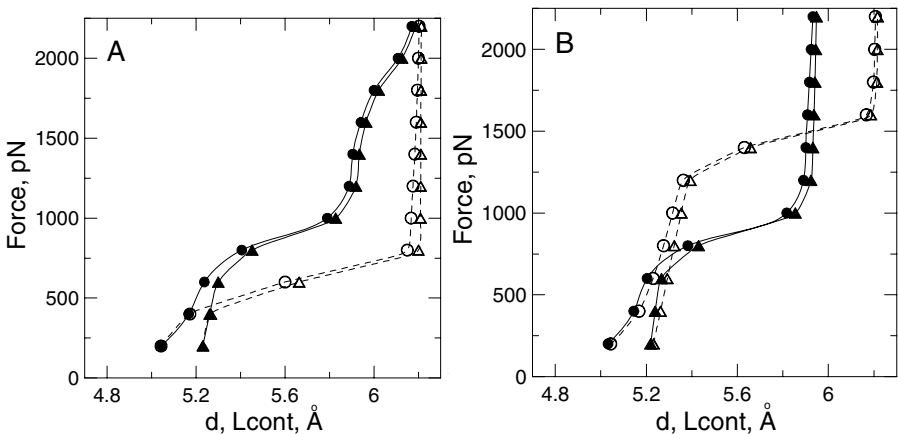 A
Force, pN
2000
1500
1000
500
0
4.8 5.2 5.6 6
d, Lcont, Å
B
Force, pN
2000
1500
1000
500
0
4.8 5.2 5.6 6
d, Lcont, Å